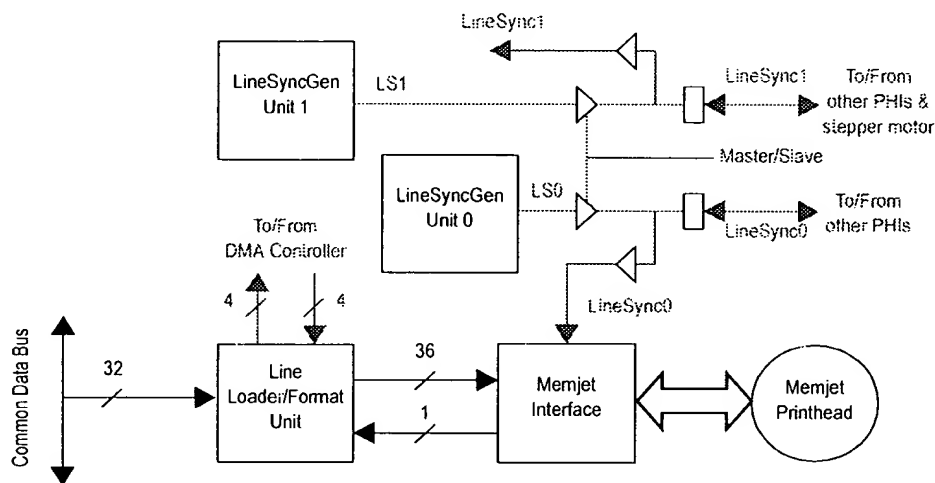 LineSync1
LineSyncGen
Unit 1
LS1
LineSync1
To/From
other PHIs &
stepper motor
Master/Slave
LineSyncGen
Unit 0
LS0
To/From
other PHIs
LineSync0
To/From
DMA Controller
4
4
LineSync0
Common Data Bus
32
Line
Loader/Format
Unit
36
1
Memjet
Interface
Memjet
Printhead